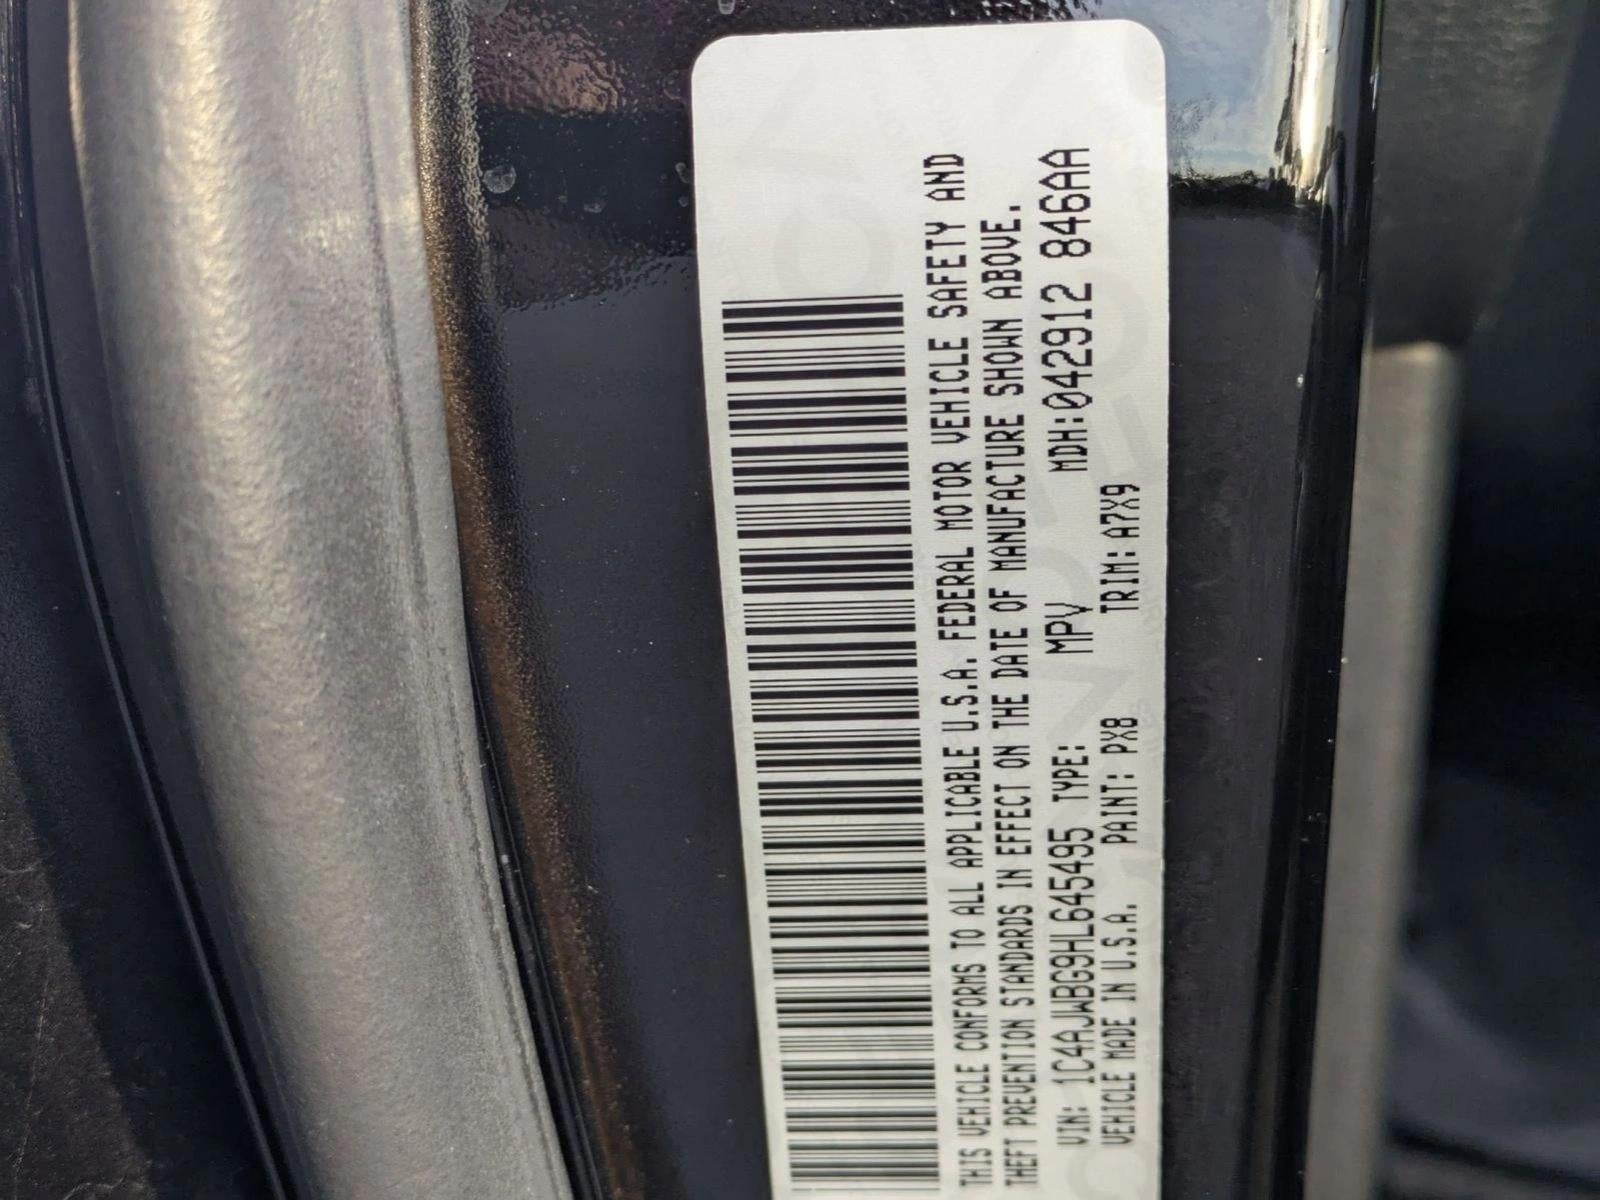 THIS VEHICLE CONFORMS TO ALL APPLICABLE U.S.A. FEDERAL MOTOR VEHICLE SAFETY AND
THEFT PREVENTION STANDARDS IN EFFECT ON THE DATE OF MANUFACTURE SHOWN ABOVE.
VIN: 1C4AJWBG9HL645495 TYPE: MPV MDH:042912 846AA
VEHICLE MADE IN U.S.A. PAINT: PX8 TRIM: A7X9